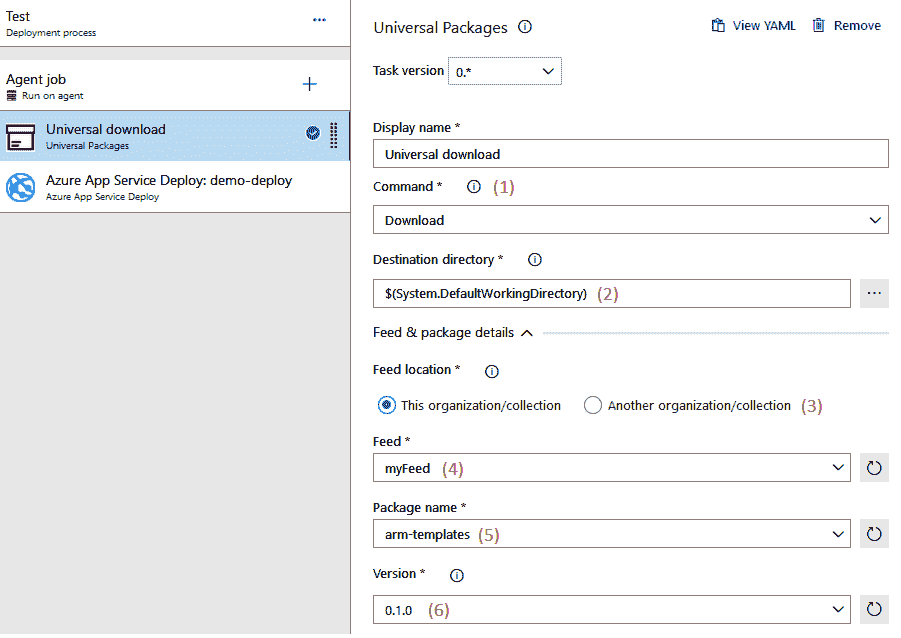 Test
Deployment process
Agent job
Run on agent
Universal download
Universal Packages
Azure App Service Deploy: demo-deploy
Azure App Service Deploy
Universal Packages
View YAML
Remove
Task version
0.*
Display name *
Universal download
Command * (1)
Download
Destination directory *
$(System.DefaultWorkingDirectory) (2)
Feed & package details
Feed location *
This organization/collection
Another organization/collection (3)
Feed *
myFeed (4)
Package name *
arm-templates (5)
Version *
0.1.0 (6)